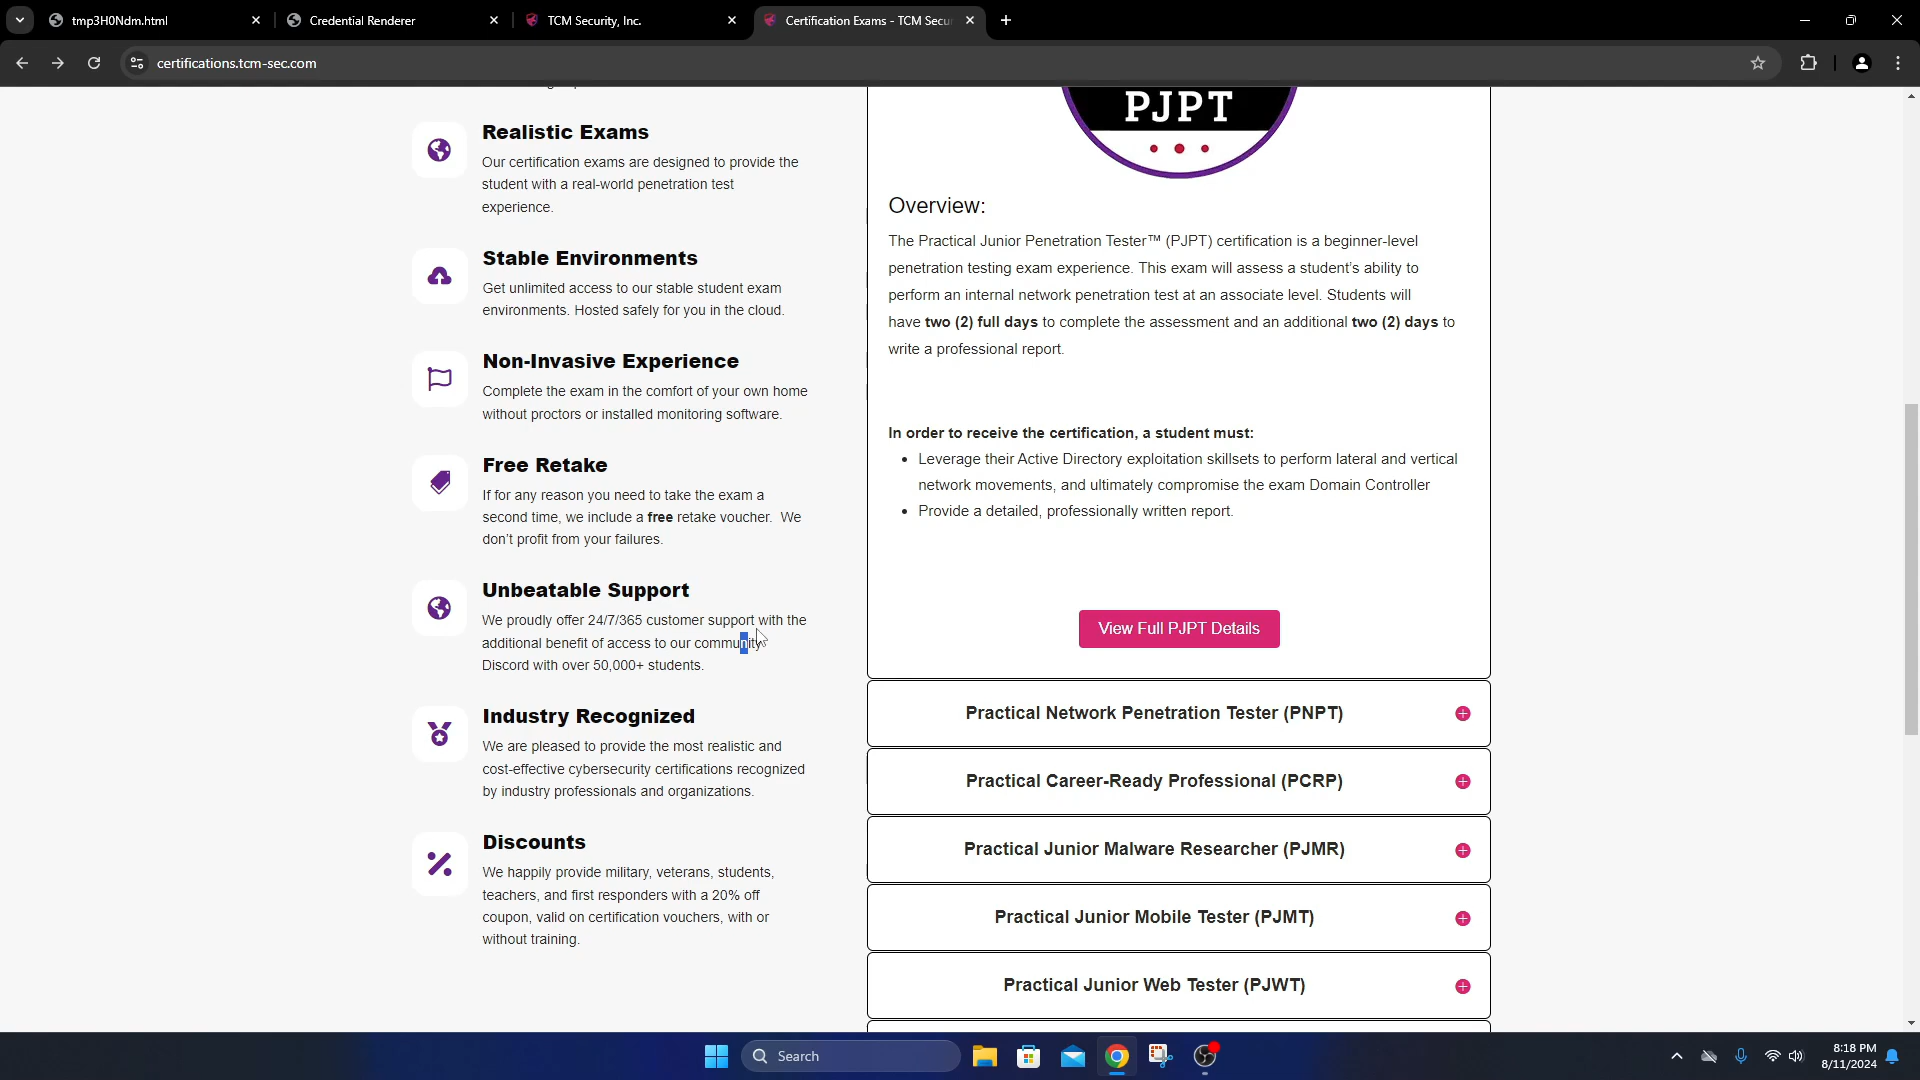 tmp3H0Ndm.html
Credential Renderer
TCM Security, Inc.
Certification Exams - TCM Secu
certifications.tcm-sec.com
Realistic Exams
Our certification exams are designed to provide the
student with a real-world penetration test
experience.
Stable Environments
Get unlimited access to our stable student exam
environments. Hosted safely for you in the cloud.
Non-Invasive Experience
Complete the exam in the comfort of your own home
without proctors or installed monitoring software.
Free Retake
If for any reason you need to take the exam a
second time, we include a free retake voucher. We
don't profit from your failures.
Unbeatable Support
We proudly offer 24/7/365 customer support with the
additional benefit of access to our community
Discord with over 50,000+ students.
Industry Recognized
We are pleased to provide the most realistic and
cost-effective cybersecurity certifications recognized
by industry professionals and organizations.
Discounts
We happily provide military, veterans, students,
teachers, and first responders with a 20% off
coupon, valid on certification vouchers, with or
without training.
PJPT
Overview:
The Practical Junior Penetration Tester™ (PJPT) certification is a beginner-level
penetration testing exam experience. This exam will assess a student's ability to
perform an internal network penetration test at an associate level. Students will
have two (2) full days to complete the assessment and an additional two (2) days to
write a professional report.
In order to receive the certification, a student must:
• Leverage their Active Directory exploitation skillsets to perform lateral and vertical
network movements, and ultimately compromise the exam Domain Controller
• Provide a detailed, professionally written report.
View Full PJPT Details
Practical Network Penetration Tester (PNPT)
Practical Career-Ready Professional (PCRP)
Practical Junior Malware Researcher (PJMR)
Practical Junior Mobile Tester (PJMT)
Practical Junior Web Tester (PJWT)
Search
8:18 PM
8/11/2024